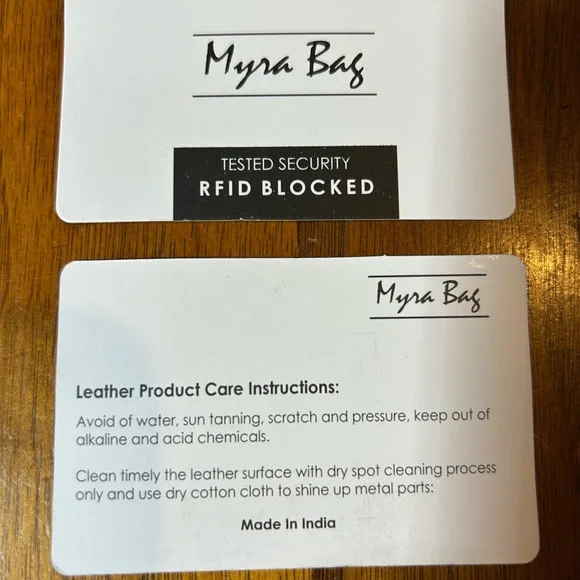 Myra Bag
TESTED SECURITY
RFID BLOCKED
Myra Bag
Leather Product Care Instructions:
Avoid of water, sun tanning, scratch and pressure, keep out of
alkaline and acid chemicals.
Clean timely the leather surface with dry spot cleaning process
only and use dry cotton cloth to shine up metal parts:
Made In India